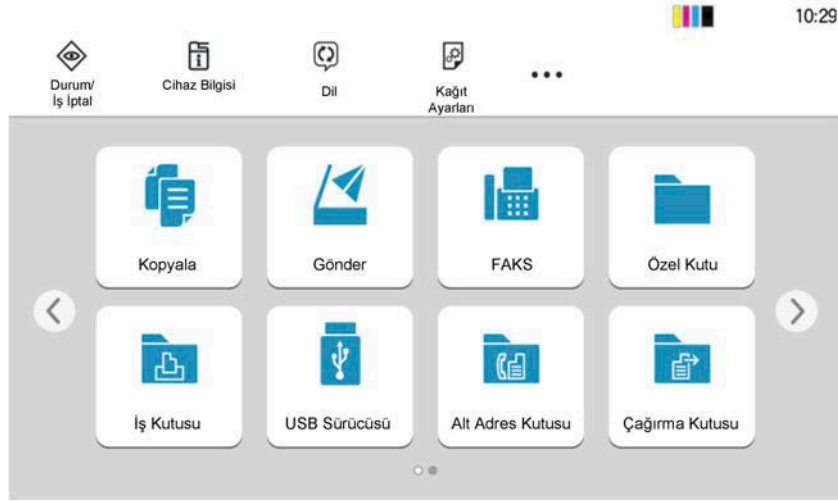 10:29
Durum/
İş İptal
Cihaz Bilgisi
Dil
Kağıt
Ayarları
Kopyala
Gönder
FAKS
Özel Kutu
İş Kutusu
USB Sürücüsü
Alt Adres Kutusu
Çağırma Kutusu